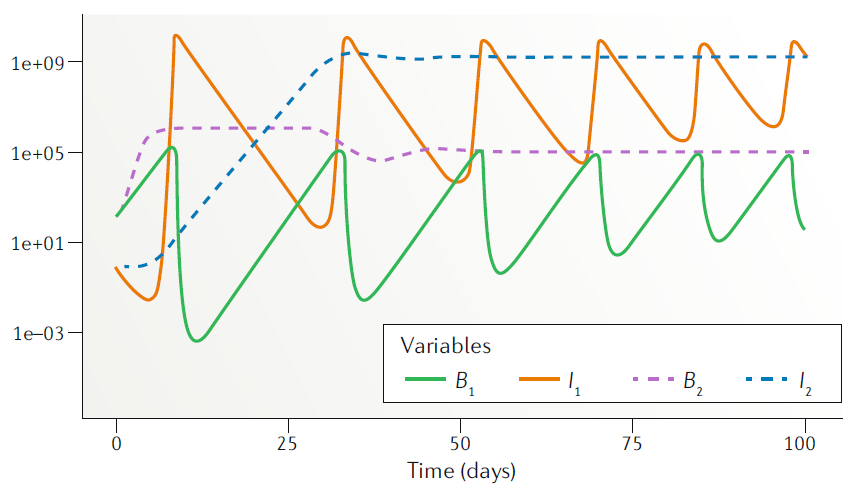 1e+09
1e+05
1e+01
1e–03
Variables
B₁ I₁ B₂ I₂
0 25 50 75 100
Time (days)